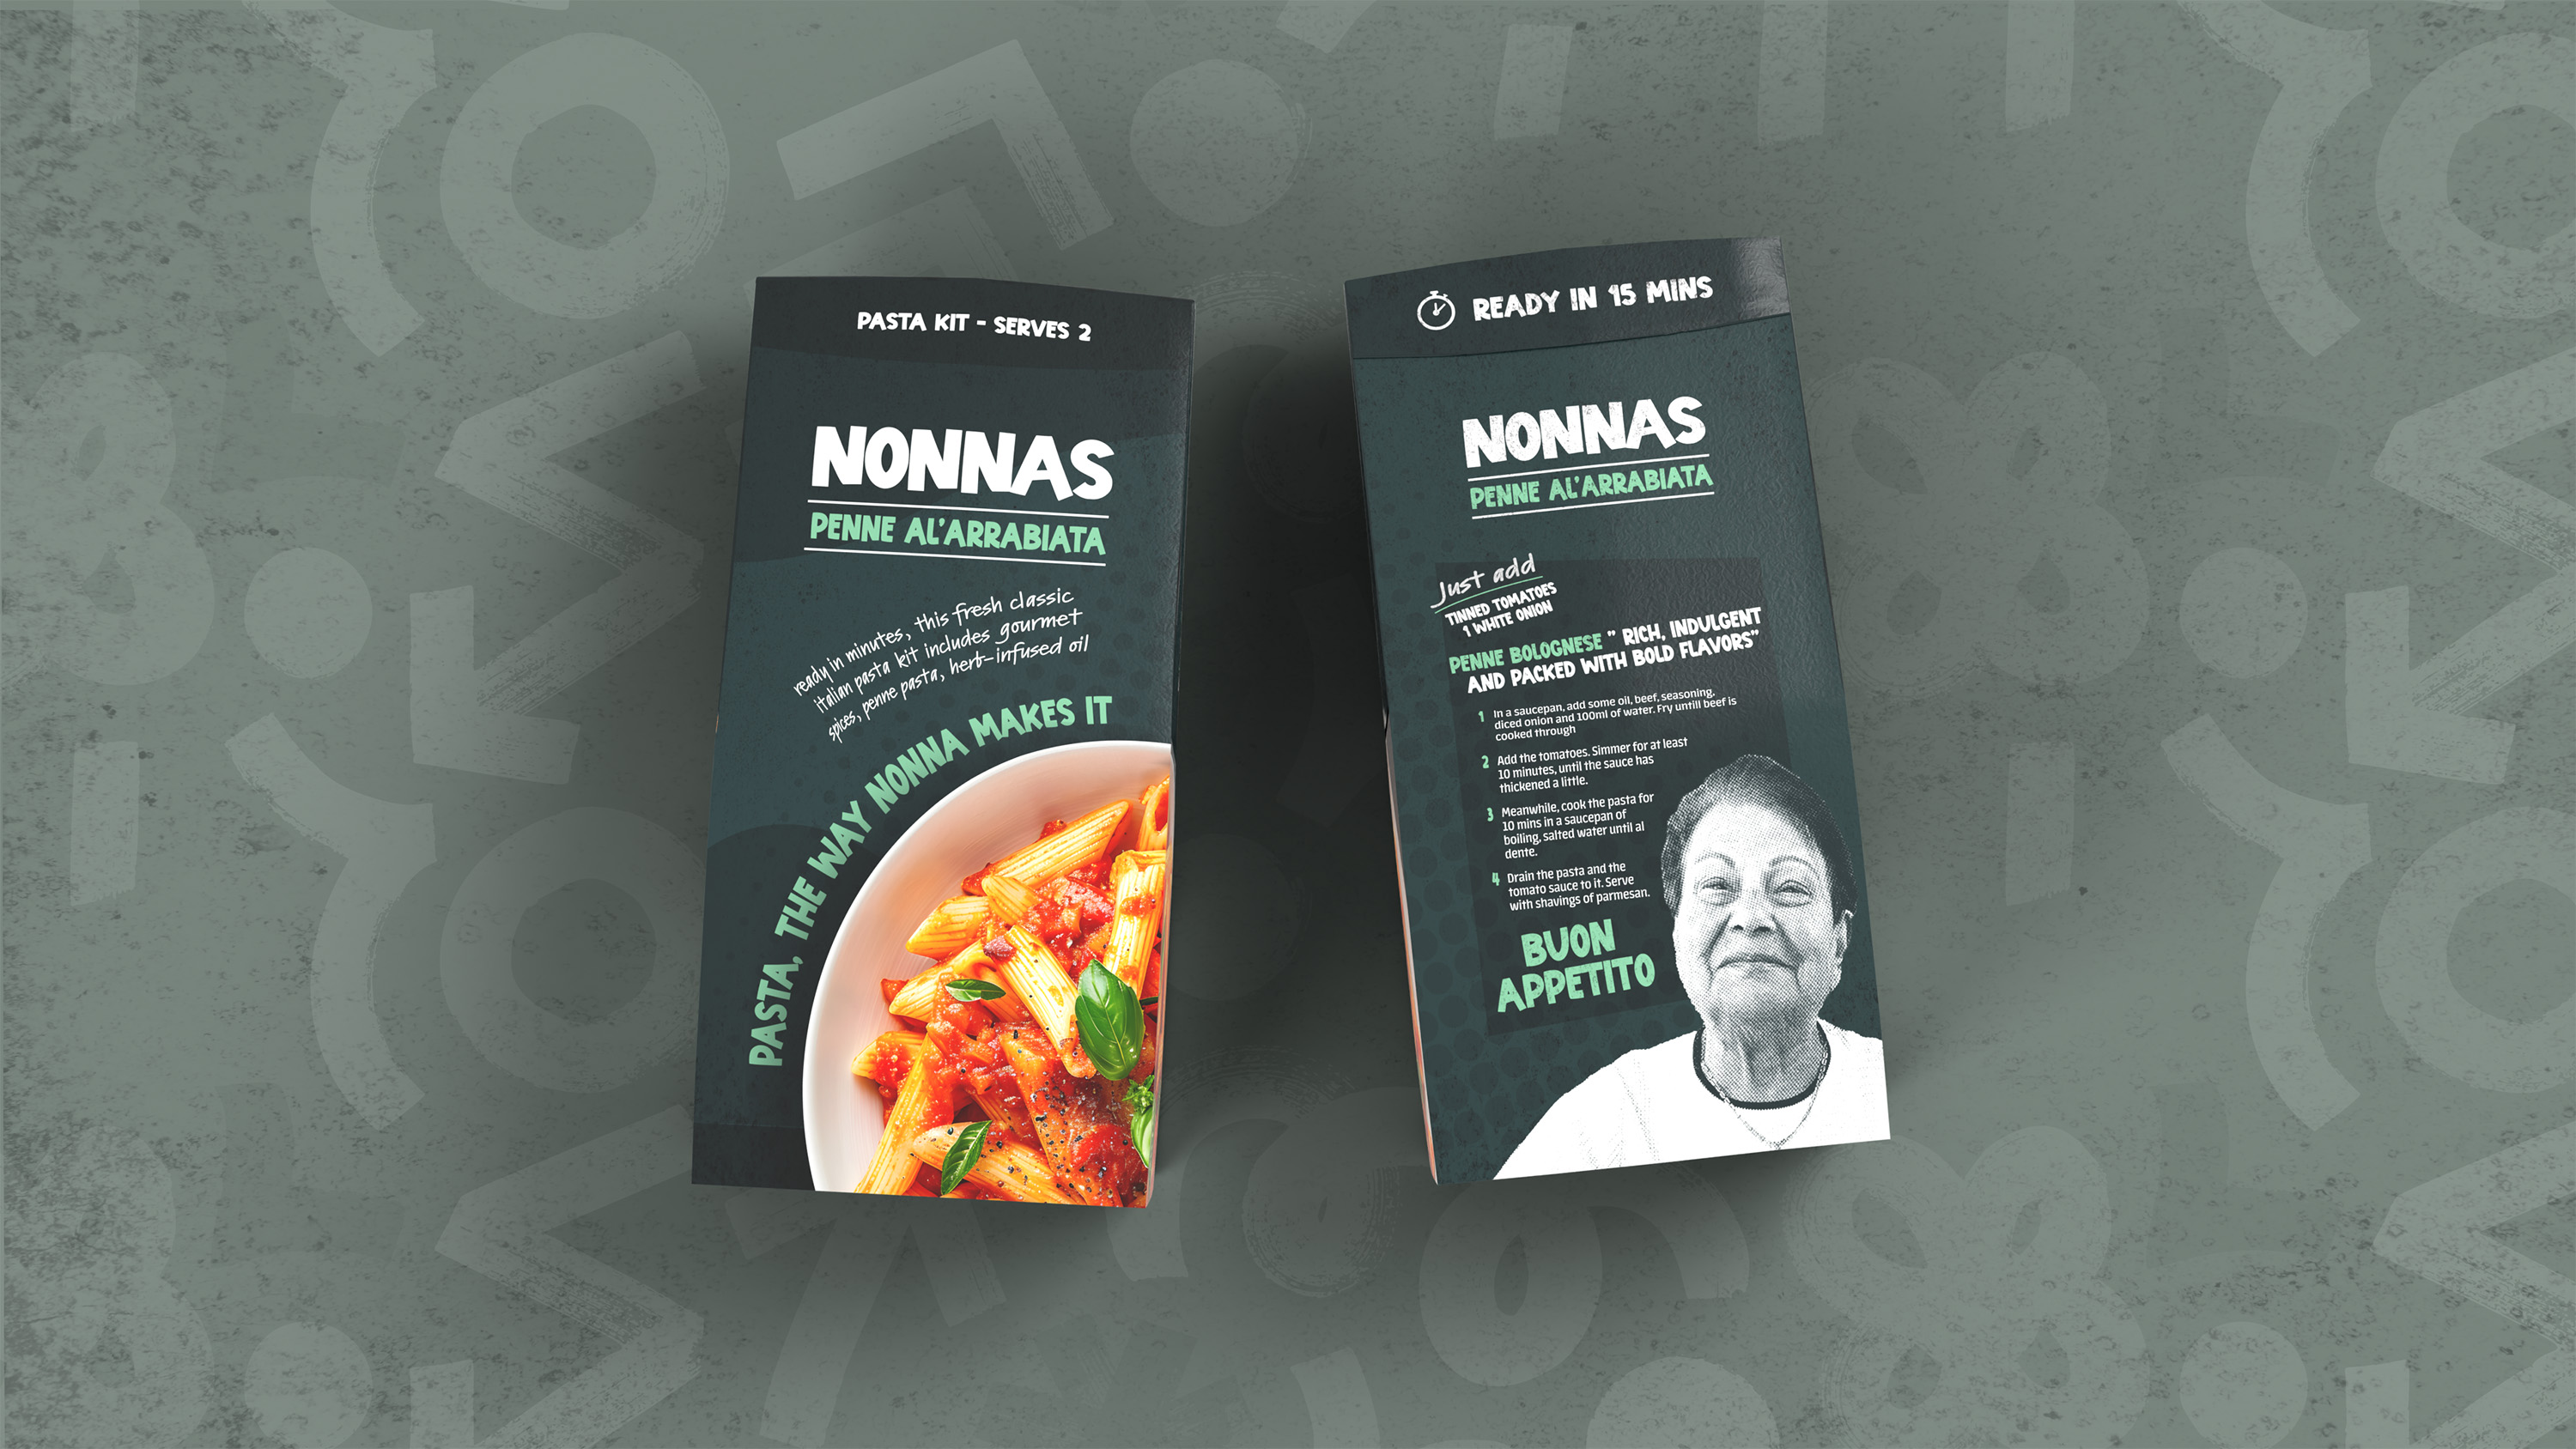 PASTA KIT - SERVES 2
NONNAS
PENNE AL'ARRABIATA
ready in minutes, this fresh classic
italian pasta kit includes gourmet
spices, penne pasta, herb-infused oil
PASTA, THE WAY NONNA MAKES IT
READY IN 15 MINS
NONNAS
PENNE AL'ARRABIATA
Just add
TINNED TOMATOES
1 WHITE ONION
PENNE BOLOGNESE " RICH, INDULGENT
AND PACKED WITH BOLD FLAVORS"
1 In a saucepan, add some oil, beef, seasoning,
diced onion and 100ml of water. Fry untill beef is
cooked through
2 Add the tomatoes. Simmer for at least
10 minutes, until the sauce has
thickened a little.
3 Meanwhile, cook the pasta for
10 mins in a saucepan of
boiling, salted water until al
dente.
4 Drain the pasta and the
tomato sauce to it. Serve
with shavings of parmesan.
BUON
APPETITO